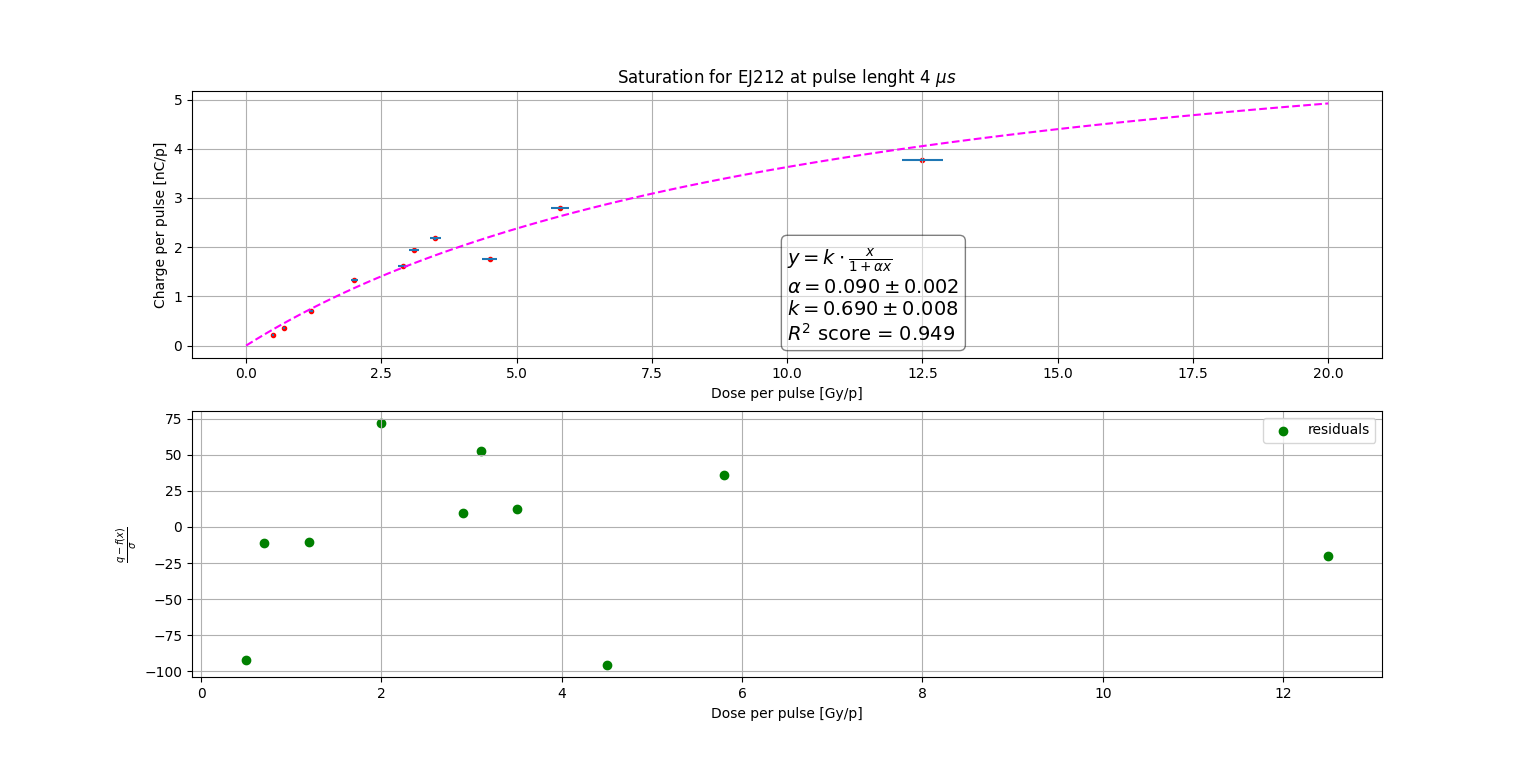 Saturation for EJ212 at pulse lenght 4 μs
Charge per pulse [nC/p]
5
4
3
2
1
0
y = k · x/(1 + αx)
α = 0.090 ± 0.002
k = 0.690 ± 0.008
R² score = 0.949
0.0 2.5 5.0 7.5 10.0 12.5 15.0 17.5 20.0
Dose per pulse [Gy/p]
residuals
(q − f(x))/σ
75
50
25
0
−25
−50
−75
−100
0 2 4 6 8 10 12
Dose per pulse [Gy/p]